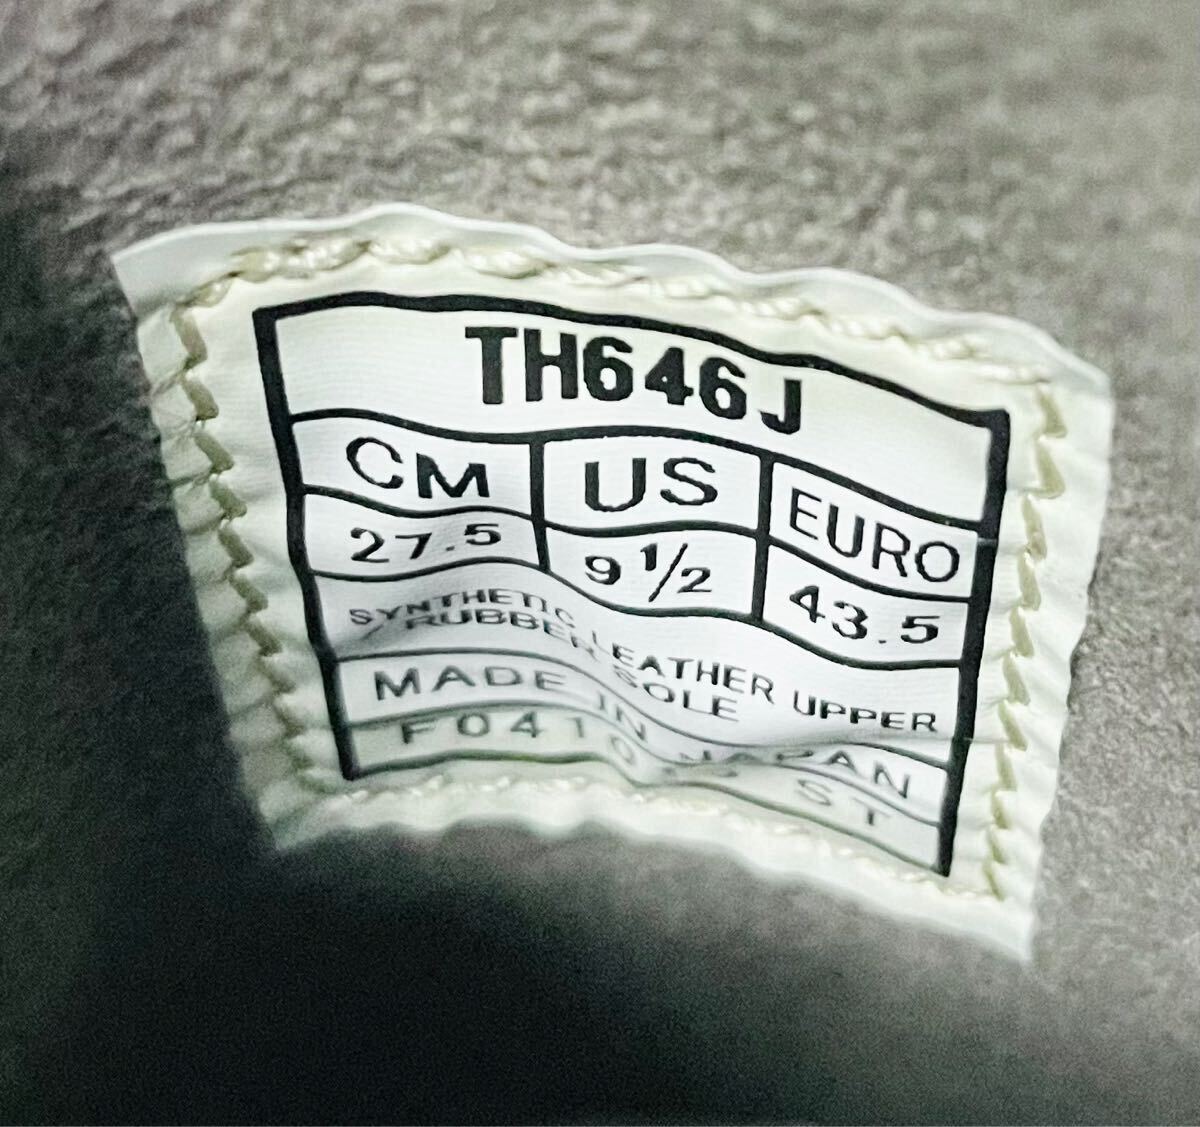 TH646J
CM US EURO
27.5 9 1/2 43.5
SYNTHETIC LEATHER UPPER
/ RUBBER SOLE
MADE IN JAPAN
ST